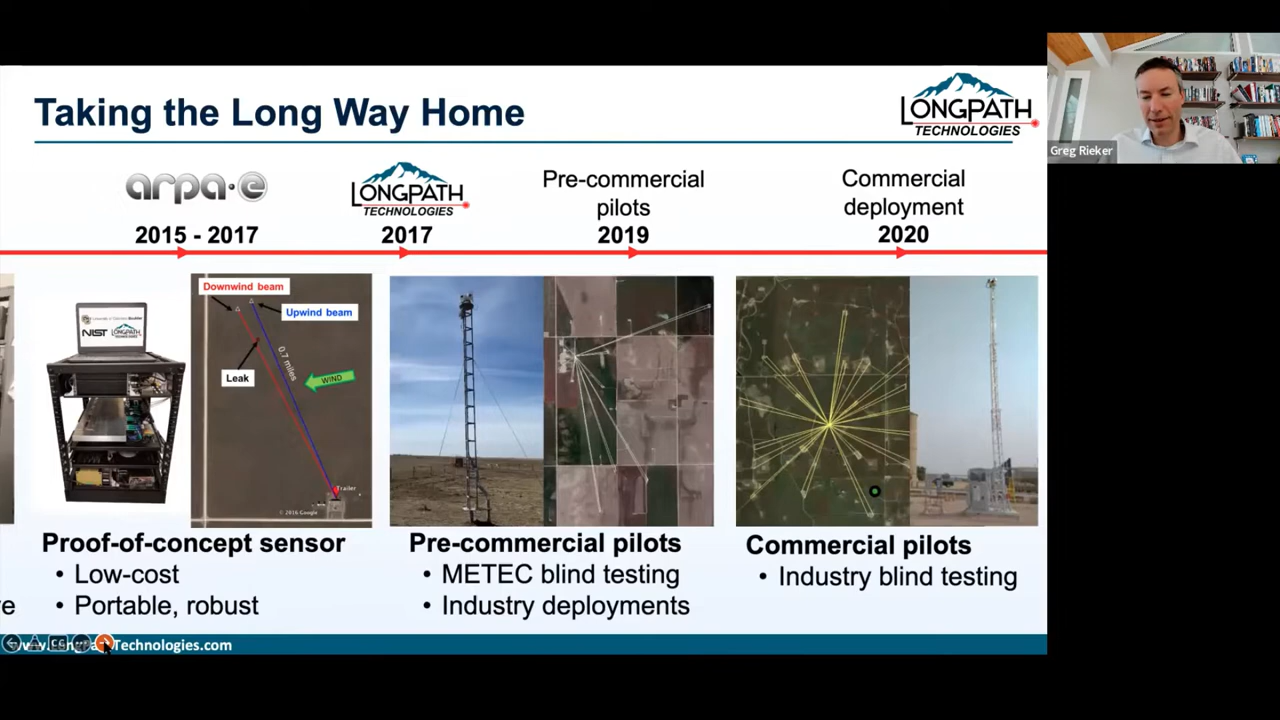 Taking the Long Way Home
LONGPATH
TECHNOLOGIES
Greg Rieker
arpa·e
2015 - 2017
LONGPATH
TECHNOLOGIES
2017
Pre-commercial
pilots
2019
Commercial
deployment
2020
NIST
LONGPATH
Downwind beam
Upwind beam
0.7 miles
Leak
WIND
Trailer
© 2016 Google
Proof-of-concept sensor
• Low-cost
• Portable, robust
Pre-commercial pilots
• METEC blind testing
• Industry deployments
Commercial pilots
• Industry blind testing
re
Technologies.com